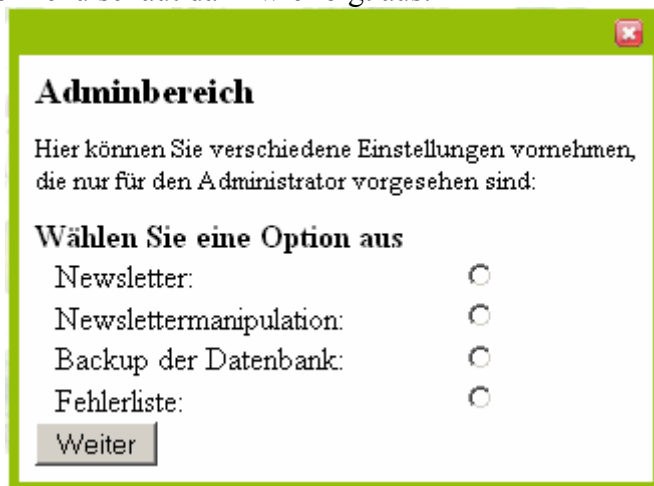 Adminbereich
Hier können Sie verschiedene Einstellungen vornehmen,
die nur für den Administrator vorgesehen sind:
Wählen Sie eine Option aus
Newsletter:
Newslettermanipulation:
Backup der Datenbank:
Fehlerliste:
Weiter